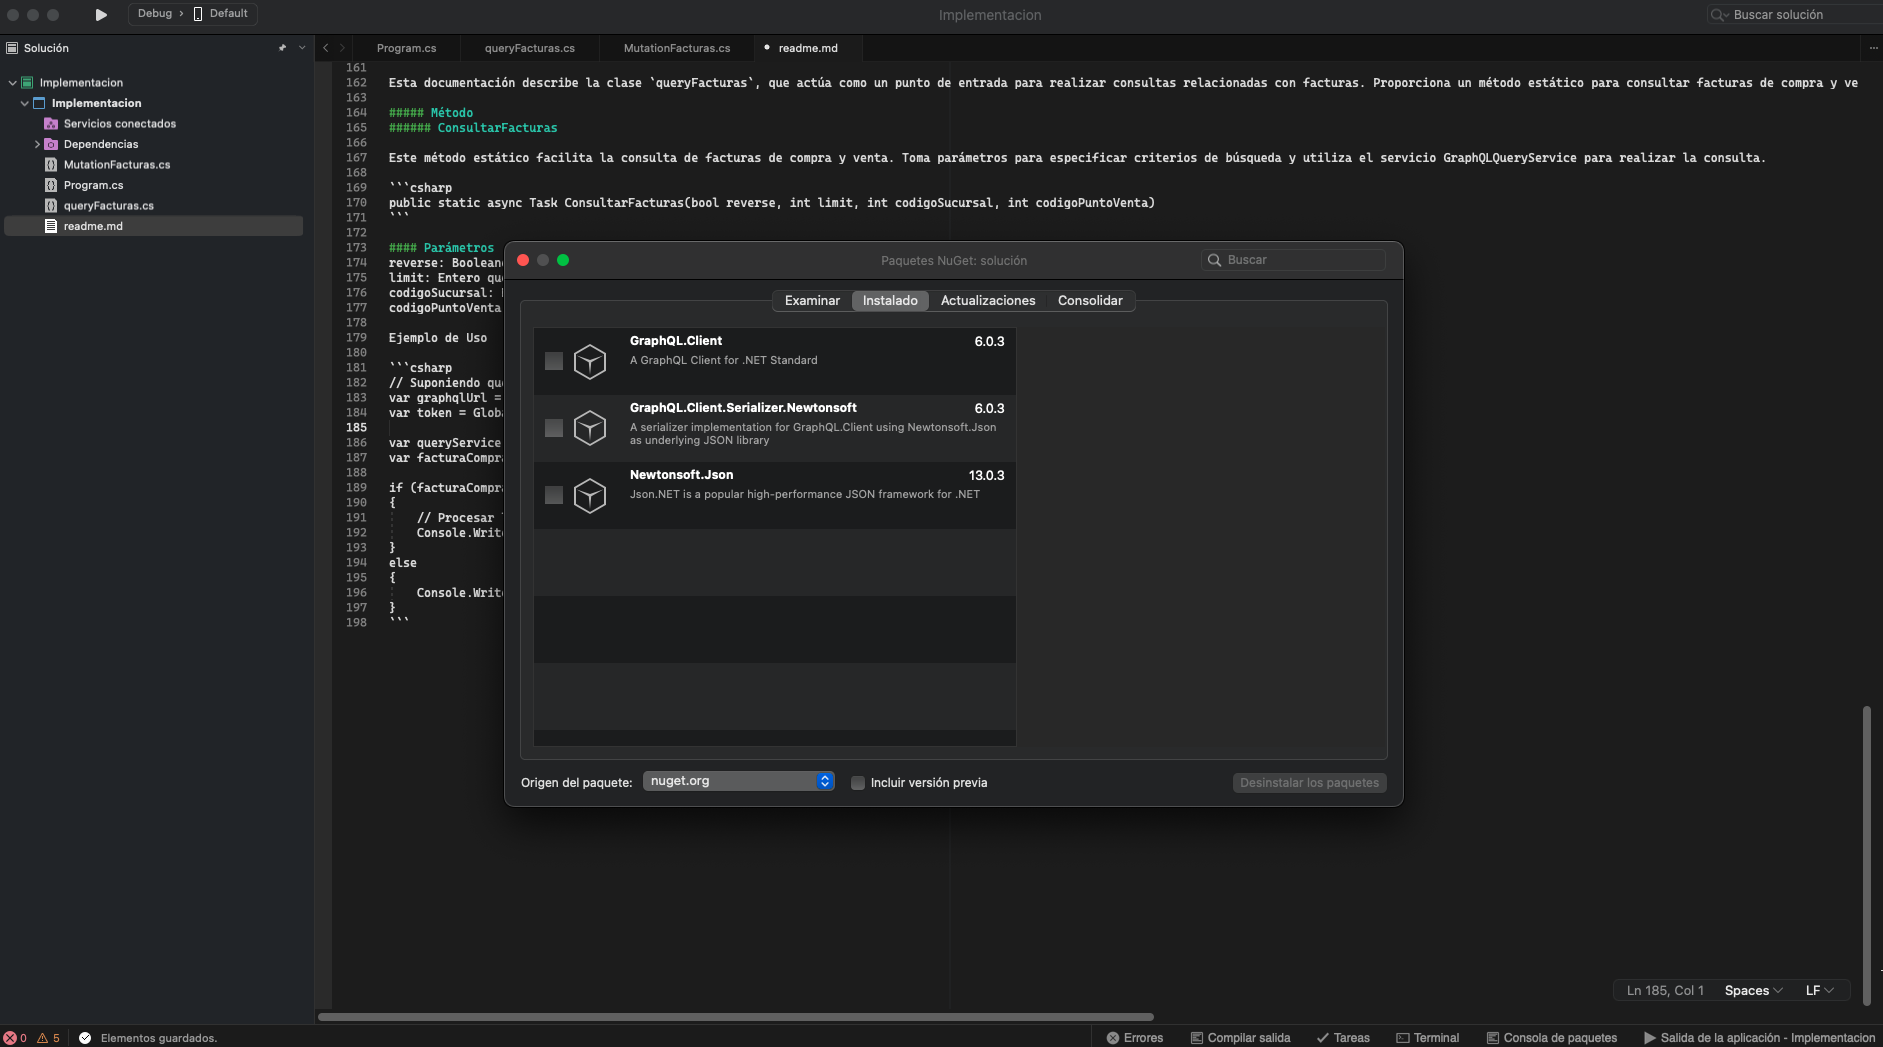 Debug › Default
Implementacion
Buscar solución
Solución
Program.cs
queryFacturas.cs
MutationFacturas.cs
readme.md
Implementacion
Implementacion
Servicios conectados
Dependencias
MutationFacturas.cs
Program.cs
queryFacturas.cs
readme.md
161
162 Esta documentación describe la clase `queryFacturas`, que actúa como un punto de entrada para realizar consultas relacionadas con facturas. Proporciona un método estático para consultar facturas de compra y ve
163
164 ##### Método
165 ###### ConsultarFacturas
166
167 Este método estático facilita la consulta de facturas de compra y venta. Toma parámetros para especificar criterios de búsqueda y utiliza el servicio GraphQLQueryService para realizar la consulta.
168
169 ```csharp
170 public static async Task ConsultarFacturas(bool reverse, int limit, int codigoSucursal, int codigoPuntoVenta)
171 ```
172
173 #### Parámetros
174 reverse: Boolean
175 limit: Entero qu
176 codigoSucursal:
177 codigoPuntoVenta
178
179 Ejemplo de Uso
180
181 ```csharp
182 // Suponiendo qu
183 var graphqlUrl =
184 var token = Glob
185
186 var queryService
187 var facturaCompr
188
189 if (facturaCompr
190 {
191 // Procesar
192 Console.Writ
193 }
194 else
195 {
196 Console.Writ
197 }
198 ```
Paquetes NuGet: solución
Buscar
Examinar
Instalado
Actualizaciones
Consolidar
GraphQL.Client 6.0.3
A GraphQL Client for .NET Standard
GraphQL.Client.Serializer.Newtonsoft 6.0.3
A serializer implementation for GraphQL.Client using Newtonsoft.Json
as underlying JSON library
Newtonsoft.Json 13.0.3
Json.NET is a popular high-performance JSON framework for .NET
Origen del paquete: nuget.org
Incluir versión previa
Desinstalar los paquetes
Ln 185, Col 1 Spaces LF
0 5 Elementos guardados.
Errores
Compilar salida
Tareas
Terminal
Consola de paquetes
Salida de la aplicación - Implementacion